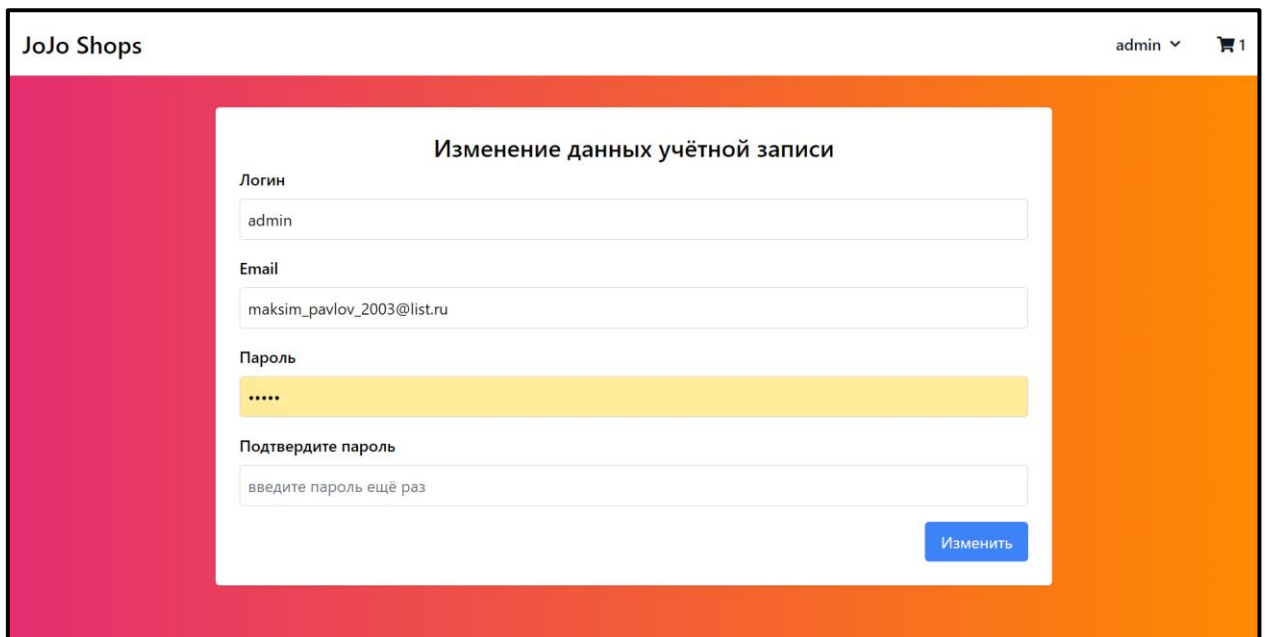 JoJo Shops
admin
1
Изменение данных учётной записи
Логин
admin
Email
maksim_pavlov_2003@list.ru
Пароль
•••••
Подтвердите пароль
введите пароль ещё раз
Изменить